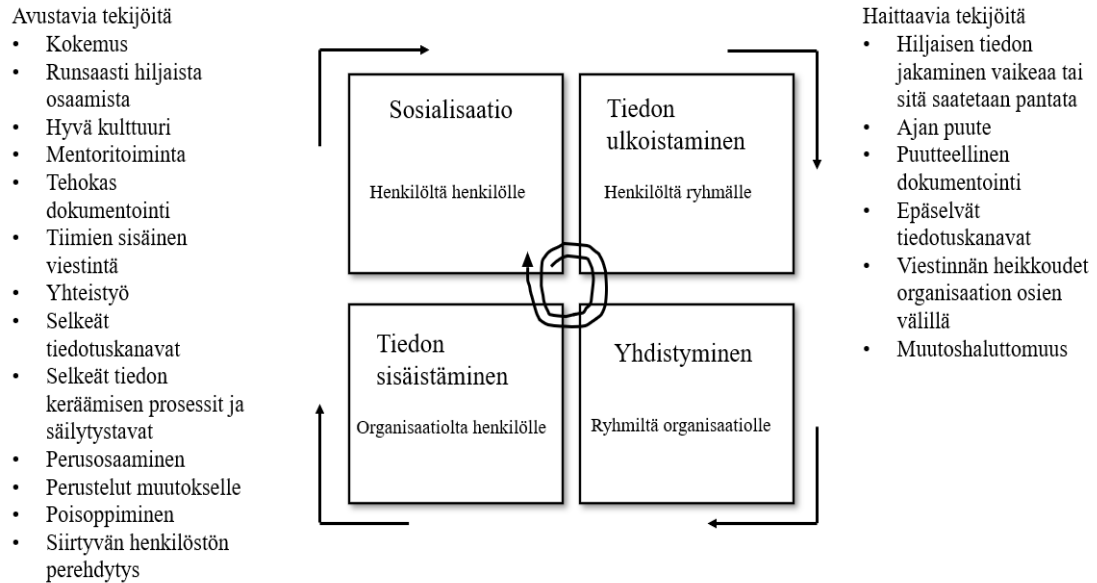 Avustavia tekijöitä
• Kokemus
• Runsaasti hiljaista
osaamista
• Hyvä kulttuuri
• Mentoritoiminta
• Tehokas
dokumentointi
• Tiimien sisäinen
viestintä
• Yhteistyö
• Selkeät
tiedotuskanavat
• Selkeät tiedon
keräämisen prosessit ja
säilytystavat
• Perusosaaminen
• Perustelut muutokselle
• Poisoppiminen
• Siirtyvän henkilöstön
perehdytys
Sosialisaatio
Henkilöltä henkilölle
Tiedon
ulkoistaminen
Henkilöltä ryhmälle
Tiedon
sisäistäminen
Organisaatiolta henkilölle
Yhdistyminen
Ryhmiltä organisaatiolle
Haittaavia tekijöitä
• Hiljaisen tiedon
jakaminen vaikeaa tai
sitä saatetaan pantata
• Ajan puute
• Puutteellinen
dokumentointi
• Epäselvät
tiedotuskanavat
• Viestinnän heikkoudet
organisaation osien
välillä
• Muutoshaluttomuus